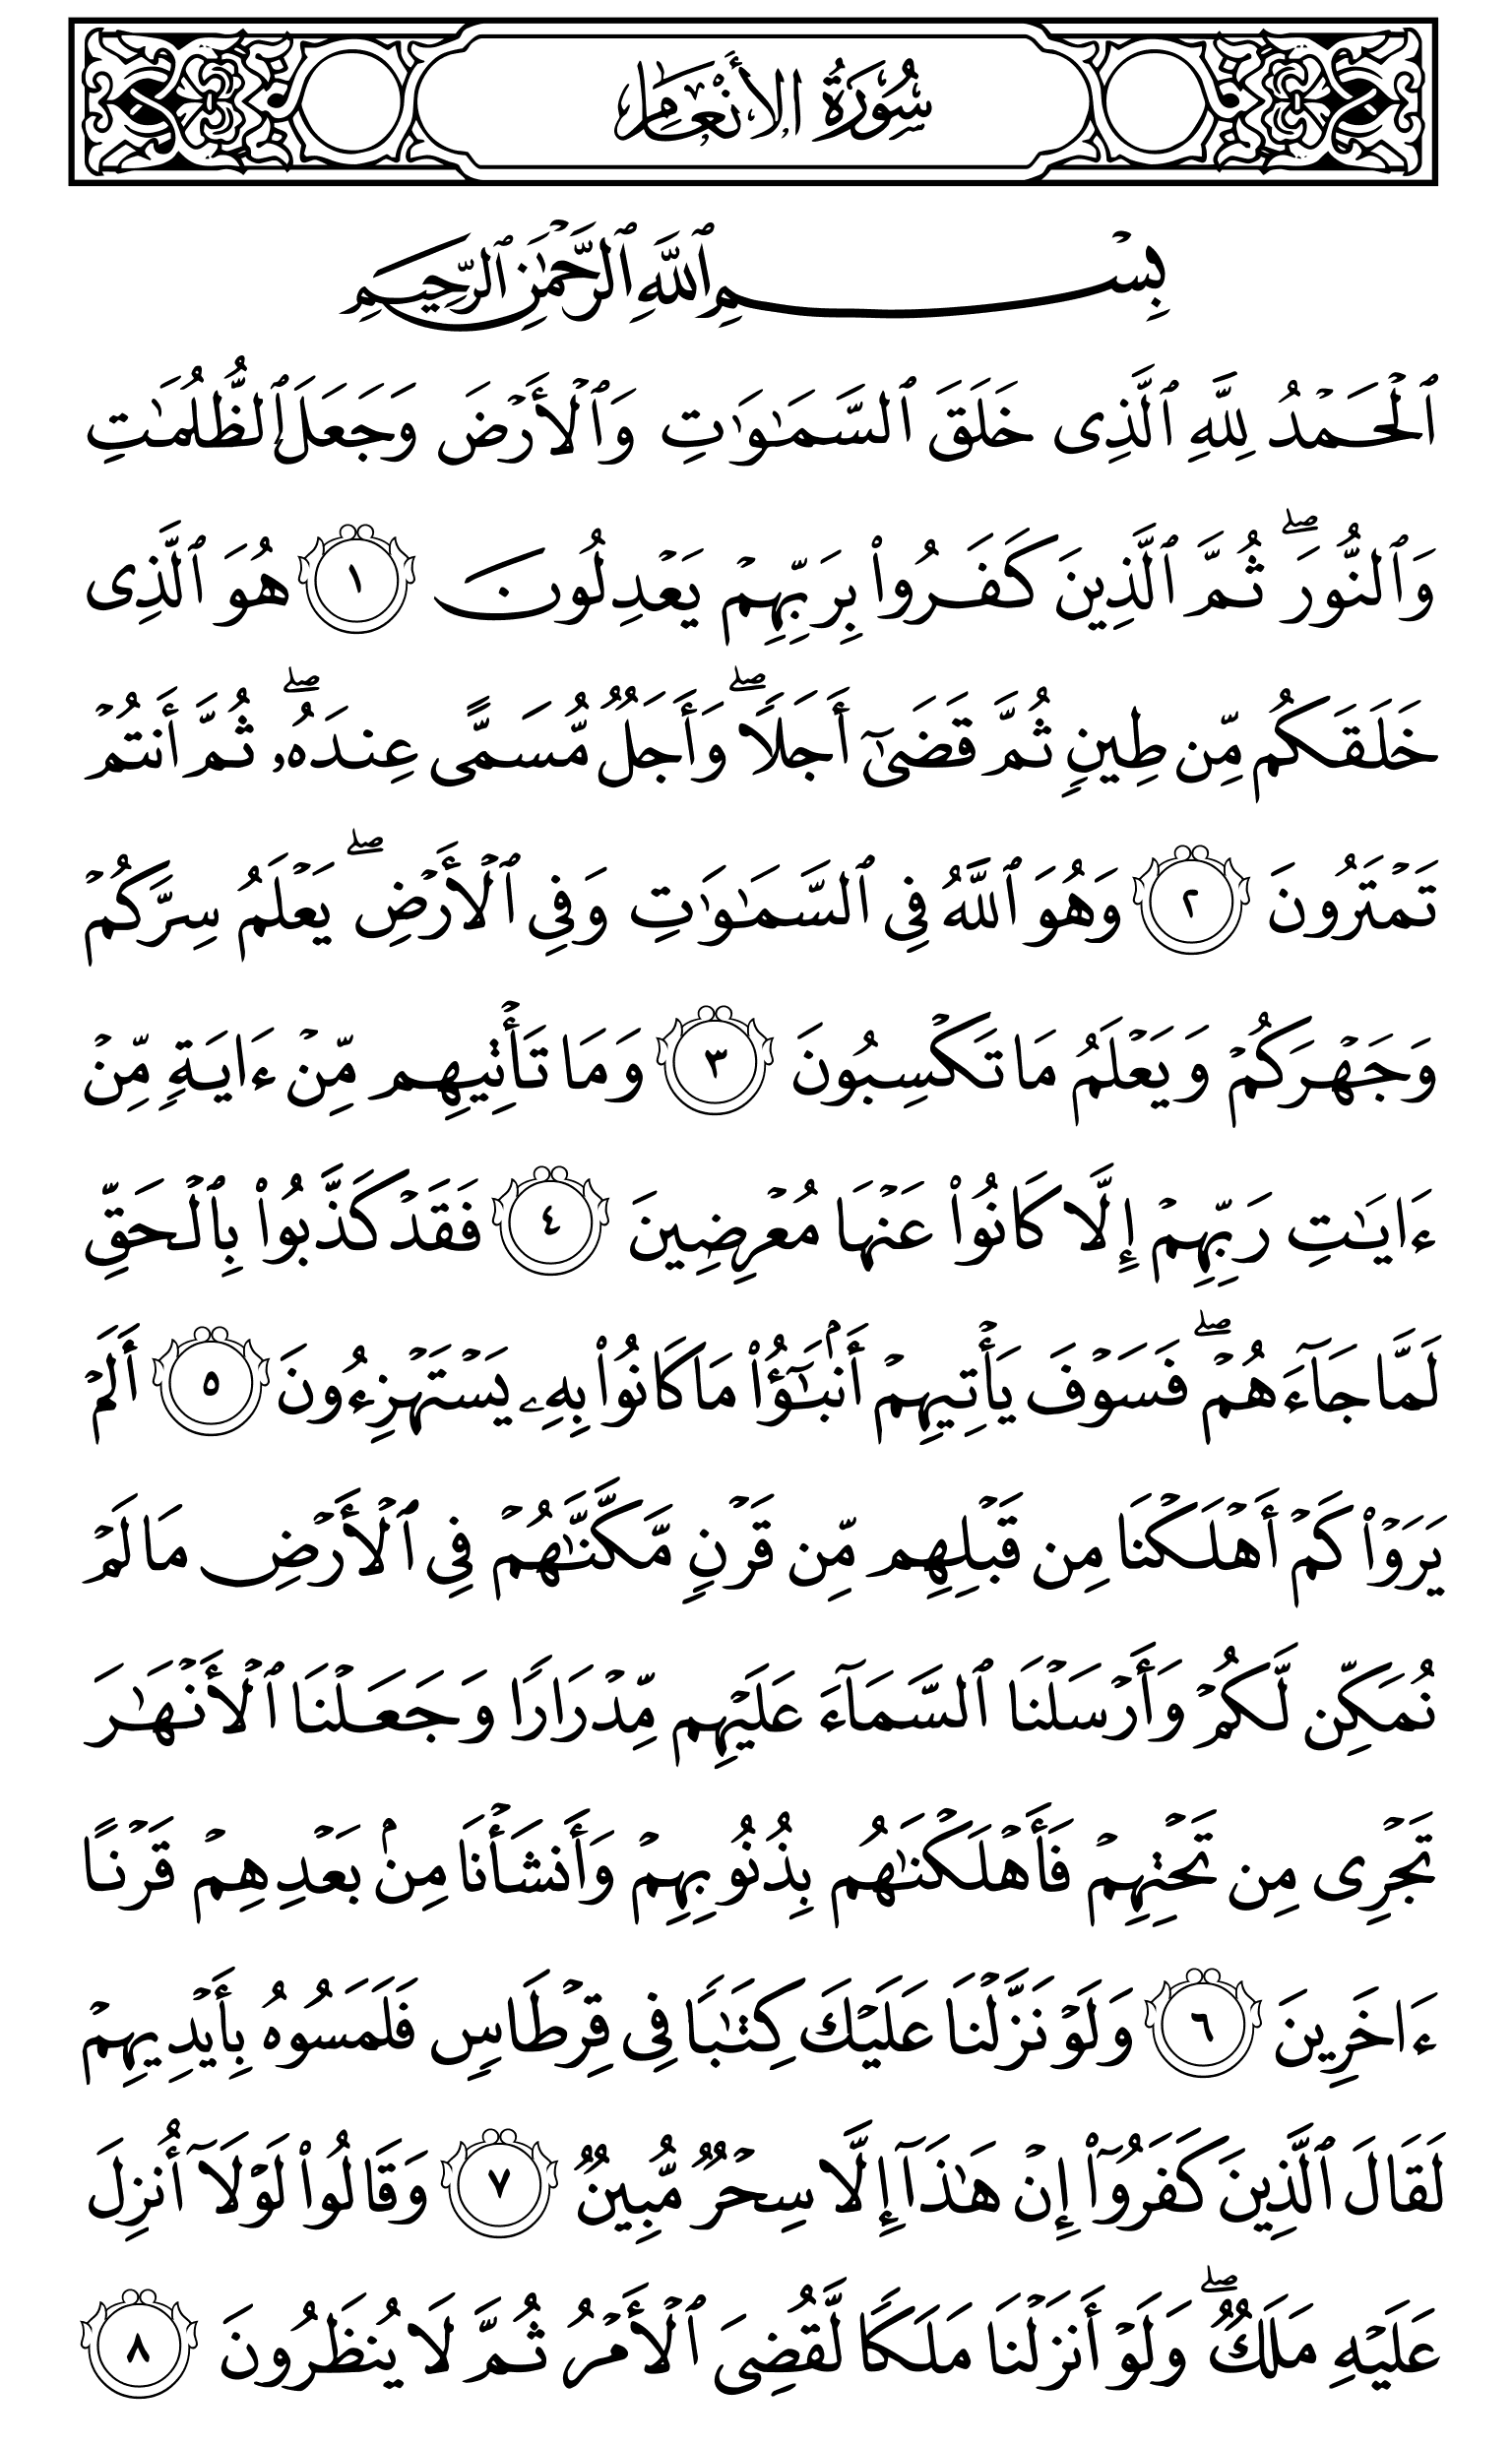 سُورَةُ الأَنْعَامِ
بِسْمِ ٱللَّهِ ٱلرَّحْمَٰنِ ٱلرَّحِيمِ
ٱلْحَمْدُ لِلَّهِ ٱلَّذِى خَلَقَ ٱلسَّمَٰوَٰتِ وَٱلْأَرْضَ وَجَعَلَ ٱلظُّلُمَٰتِ
وَٱلنُّورَ ۖ ثُمَّ ٱلَّذِينَ كَفَرُوا۟ بِرَبِّهِمْ يَعْدِلُونَ ١ هُوَ ٱلَّذِى
خَلَقَكُم مِّن طِينٍ ثُمَّ قَضَىٰٓ أَجَلًا ۖ وَأَجَلٌ مُّسَمًّى عِندَهُۥ ۖ ثُمَّ أَنتُمْ
تَمْتَرُونَ ٢ وَهُوَ ٱللَّهُ فِى ٱلسَّمَٰوَٰتِ وَفِى ٱلْأَرْضِ ۖ يَعْلَمُ سِرَّكُمْ
وَجَهْرَكُمْ وَيَعْلَمُ مَا تَكْسِبُونَ ٣ وَمَا تَأْتِيهِم مِّنْ ءَايَةٍ مِّنْ
ءَايَٰتِ رَبِّهِمْ إِلَّا كَانُوا۟ عَنْهَا مُعْرِضِينَ ٤ فَقَدْ كَذَّبُوا۟ بِٱلْحَقِّ
لَمَّا جَآءَهُمْ ۖ فَسَوْفَ يَأْتِيهِمْ أَنۢبَٰٓؤُا۟ مَا كَانُوا۟ بِهِۦ يَسْتَهْزِءُونَ ٥ أَلَمْ
يَرَوْا۟ كَمْ أَهْلَكْنَا مِن قَبْلِهِم مِّن قَرْنٍ مَّكَّنَّٰهُمْ فِى ٱلْأَرْضِ مَا لَمْ
نُمَكِّن لَّكُمْ وَأَرْسَلْنَا ٱلسَّمَآءَ عَلَيْهِم مِّدْرَارًا وَجَعَلْنَا ٱلْأَنْهَٰرَ
تَجْرِى مِن تَحْتِهِمْ فَأَهْلَكْنَٰهُم بِذُنُوبِهِمْ وَأَنشَأْنَا مِنۢ بَعْدِهِمْ قَرْنًا
ءَاخَرِينَ ٦ وَلَوْ نَزَّلْنَا عَلَيْكَ كِتَٰبًا فِى قِرْطَاسٍ فَلَمَسُوهُ بِأَيْدِيهِمْ
لَقَالَ ٱلَّذِينَ كَفَرُوٓا۟ إِنْ هَٰذَآ إِلَّا سِحْرٌ مُّبِينٌ ٧ وَقَالُوا۟ لَوْلَآ أُنزِلَ
عَلَيْهِ مَلَكٌ ۖ وَلَوْ أَنزَلْنَا مَلَكًا لَّقُضِىَ ٱلْأَمْرُ ثُمَّ لَا يُنظَرُونَ ٨